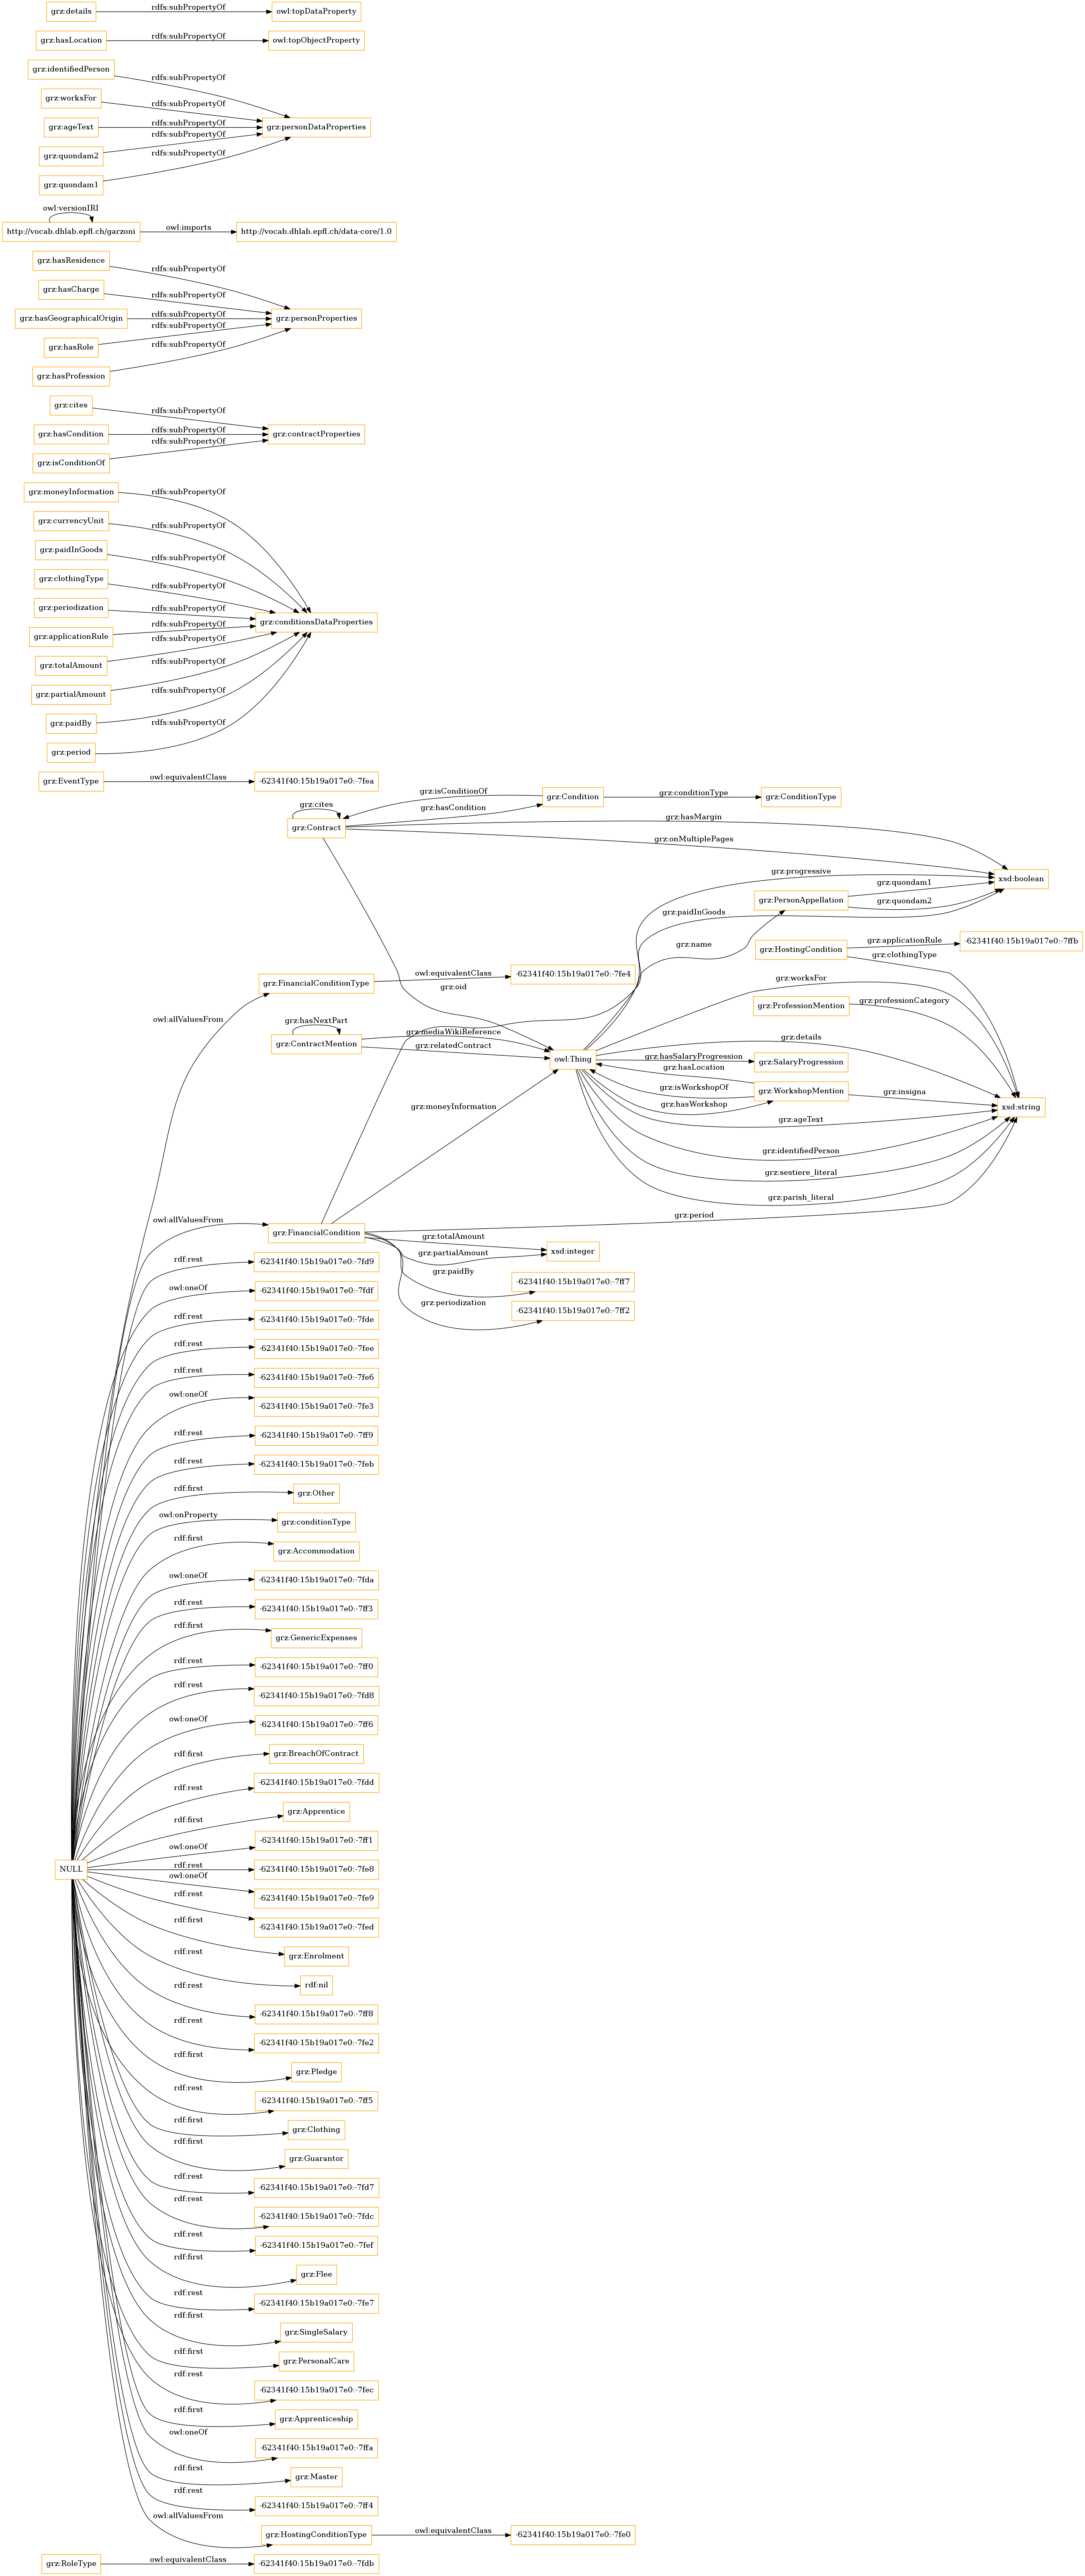 grz:details
rdfs:subPropertyOf
owl:topDataProperty
grz:hasLocation
rdfs:subPropertyOf
owl:topObjectProperty
grz:identifiedPerson
rdfs:subPropertyOf
grz:worksFor
rdfs:subPropertyOf
grz:ageText
rdfs:subPropertyOf
grz:personDataProperties
grz:quondam2
rdfs:subPropertyOf
grz:quondam1
rdfs:subPropertyOf
owl:versionIRI
http://vocab.dhlab.epfl.ch/garzoni
owl:imports
http://vocab.dhlab.epfl.ch/data-core/1.0
grz:hasResidence
rdfs:subPropertyOf
grz:hasCharge
rdfs:subPropertyOf
grz:hasGeographicalOrigin
rdfs:subPropertyOf
grz:personProperties
grz:hasRole
rdfs:subPropertyOf
grz:hasProfession
rdfs:subPropertyOf
grz:cites
rdfs:subPropertyOf
grz:hasCondition
rdfs:subPropertyOf
grz:contractProperties
grz:isConditionOf
rdfs:subPropertyOf
grz:moneyInformation
rdfs:subPropertyOf
grz:currencyUnit
rdfs:subPropertyOf
grz:paidInGoods
rdfs:subPropertyOf
grz:clothingType
rdfs:subPropertyOf
grz:periodization
rdfs:subPropertyOf
grz:conditionsDataProperties
grz:applicationRule
rdfs:subPropertyOf
grz:totalAmount
rdfs:subPropertyOf
grz:partialAmount
rdfs:subPropertyOf
grz:paidBy
rdfs:subPropertyOf
grz:period
rdfs:subPropertyOf
grz:EventType
owl:equivalentClass
-62341f40:15b19a017e0:-7fea
grz:cites
grz:Contract
grz:isConditionOf
grz:hasCondition
grz:Condition
grz:conditionType
grz:ConditionType
grz:hasMargin
grz:onMultiplePages
grz:progressive
xsd:boolean
grz:PersonAppellation
grz:quondam1
grz:quondam2
grz:paidInGoods
grz:name
grz:HostingCondition
grz:applicationRule
-62341f40:15b19a017e0:-7ffb
grz:clothingType
grz:FinancialConditionType
owl:equivalentClass
-62341f40:15b19a017e0:-7fe4
grz:oid
grz:worksFor
grz:ProfessionMention
grz:professionCategory
owl:allValuesFrom
grz:hasNextPart
grz:ContractMention
grz:mediaWikiReference
grz:relatedContract
owl:Thing
grz:details
grz:hasSalaryProgression
grz:SalaryProgression
grz:hasLocation
grz:isWorkshopOf
grz:hasWorkshop
grz:WorkshopMention
grz:insigna
xsd:string
grz:moneyInformation
grz:ageText
grz:identifiedPerson
grz:sestiere_literal
grz:parish_literal
grz:period
owl:allValuesFrom
grz:FinancialCondition
grz:totalAmount
grz:partialAmount
xsd:integer
grz:paidBy
-62341f40:15b19a017e0:-7ff7
grz:periodization
-62341f40:15b19a017e0:-7ff2
rdf:rest
-62341f40:15b19a017e0:-7fd9
owl:oneOf
-62341f40:15b19a017e0:-7fdf
rdf:rest
-62341f40:15b19a017e0:-7fde
rdf:rest
-62341f40:15b19a017e0:-7fee
rdf:rest
-62341f40:15b19a017e0:-7fe6
owl:oneOf
-62341f40:15b19a017e0:-7fe3
rdf:rest
-62341f40:15b19a017e0:-7ff9
rdf:rest
-62341f40:15b19a017e0:-7feb
rdf:first
grz:Other
owl:onProperty
grz:conditionType
rdf:first
grz:Accommodation
owl:oneOf
-62341f40:15b19a017e0:-7fda
rdf:rest
-62341f40:15b19a017e0:-7ff3
rdf:first
grz:GenericExpenses
rdf:rest
-62341f40:15b19a017e0:-7ff0
rdf:rest
-62341f40:15b19a017e0:-7fd8
owl:oneOf
-62341f40:15b19a017e0:-7ff6
rdf:first
grz:BreachOfContract
rdf:rest
-62341f40:15b19a017e0:-7fdd
rdf:first
grz:Apprentice
owl:oneOf
-62341f40:15b19a017e0:-7ff1
NULL
rdf:rest
-62341f40:15b19a017e0:-7fe8
owl:oneOf
-62341f40:15b19a017e0:-7fe9
rdf:rest
-62341f40:15b19a017e0:-7fed
rdf:first
grz:Enrolment
rdf:rest
rdf:nil
rdf:rest
-62341f40:15b19a017e0:-7ff8
rdf:rest
-62341f40:15b19a017e0:-7fe2
rdf:first
grz:Pledge
rdf:rest
-62341f40:15b19a017e0:-7ff5
rdf:first
grz:Clothing
rdf:first
grz:Guarantor
rdf:rest
-62341f40:15b19a017e0:-7fd7
rdf:rest
-62341f40:15b19a017e0:-7fdc
rdf:rest
-62341f40:15b19a017e0:-7fef
rdf:first
grz:Flee
rdf:rest
-62341f40:15b19a017e0:-7fe7
rdf:first
grz:SingleSalary
rdf:first
grz:PersonalCare
rdf:rest
-62341f40:15b19a017e0:-7fec
rdf:first
grz:Apprenticeship
owl:oneOf
-62341f40:15b19a017e0:-7ffa
rdf:first
grz:Master
rdf:rest
-62341f40:15b19a017e0:-7ff4
owl:allValuesFrom
grz:HostingConditionType
owl:equivalentClass
-62341f40:15b19a017e0:-7fe0
grz:RoleType
owl:equivalentClass
-62341f40:15b19a017e0:-7fdb